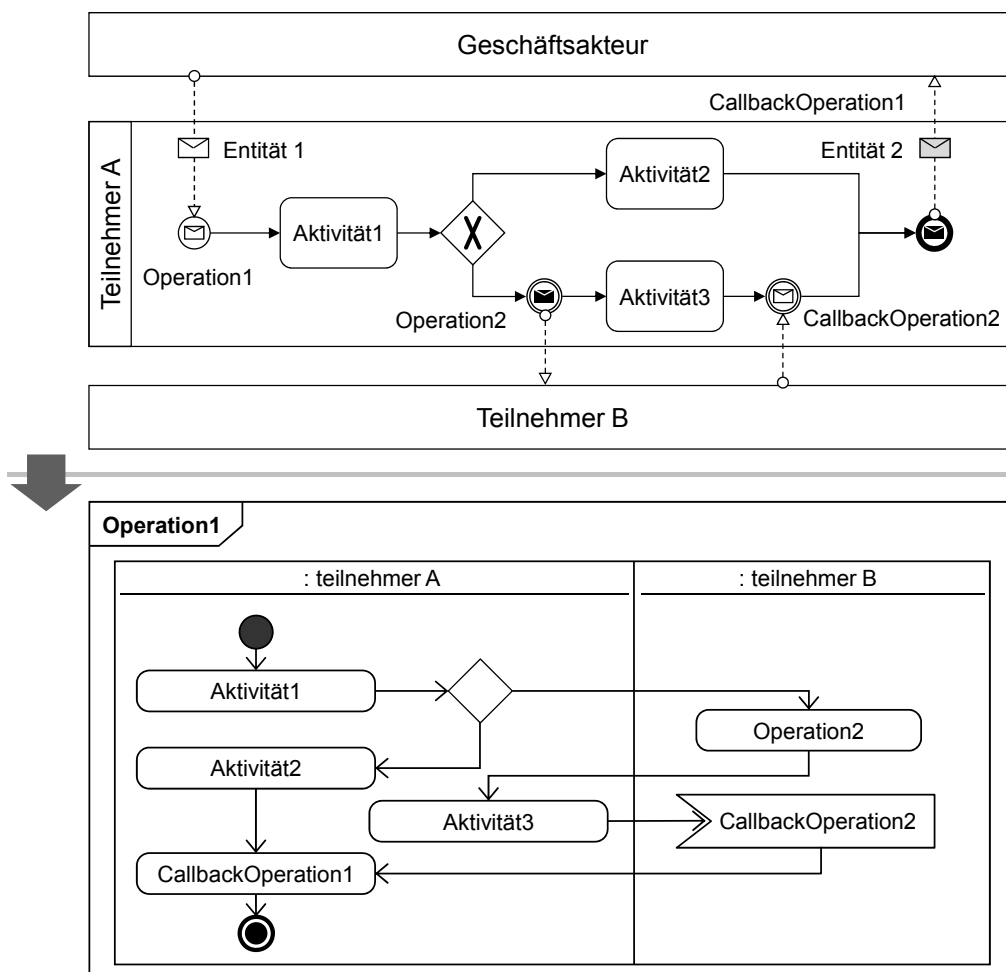 Geschäftsakteur
CallbackOperation1
Teilnehmer A
Entität 1
Entität 2
Aktivität2
Aktivität1
X
Operation1
Aktivität3
Operation2
CallbackOperation2
Teilnehmer B
Operation1
: teilnehmer A
: teilnehmer B
Aktivität1
Operation2
Aktivität2
Aktivität3
CallbackOperation2
CallbackOperation1